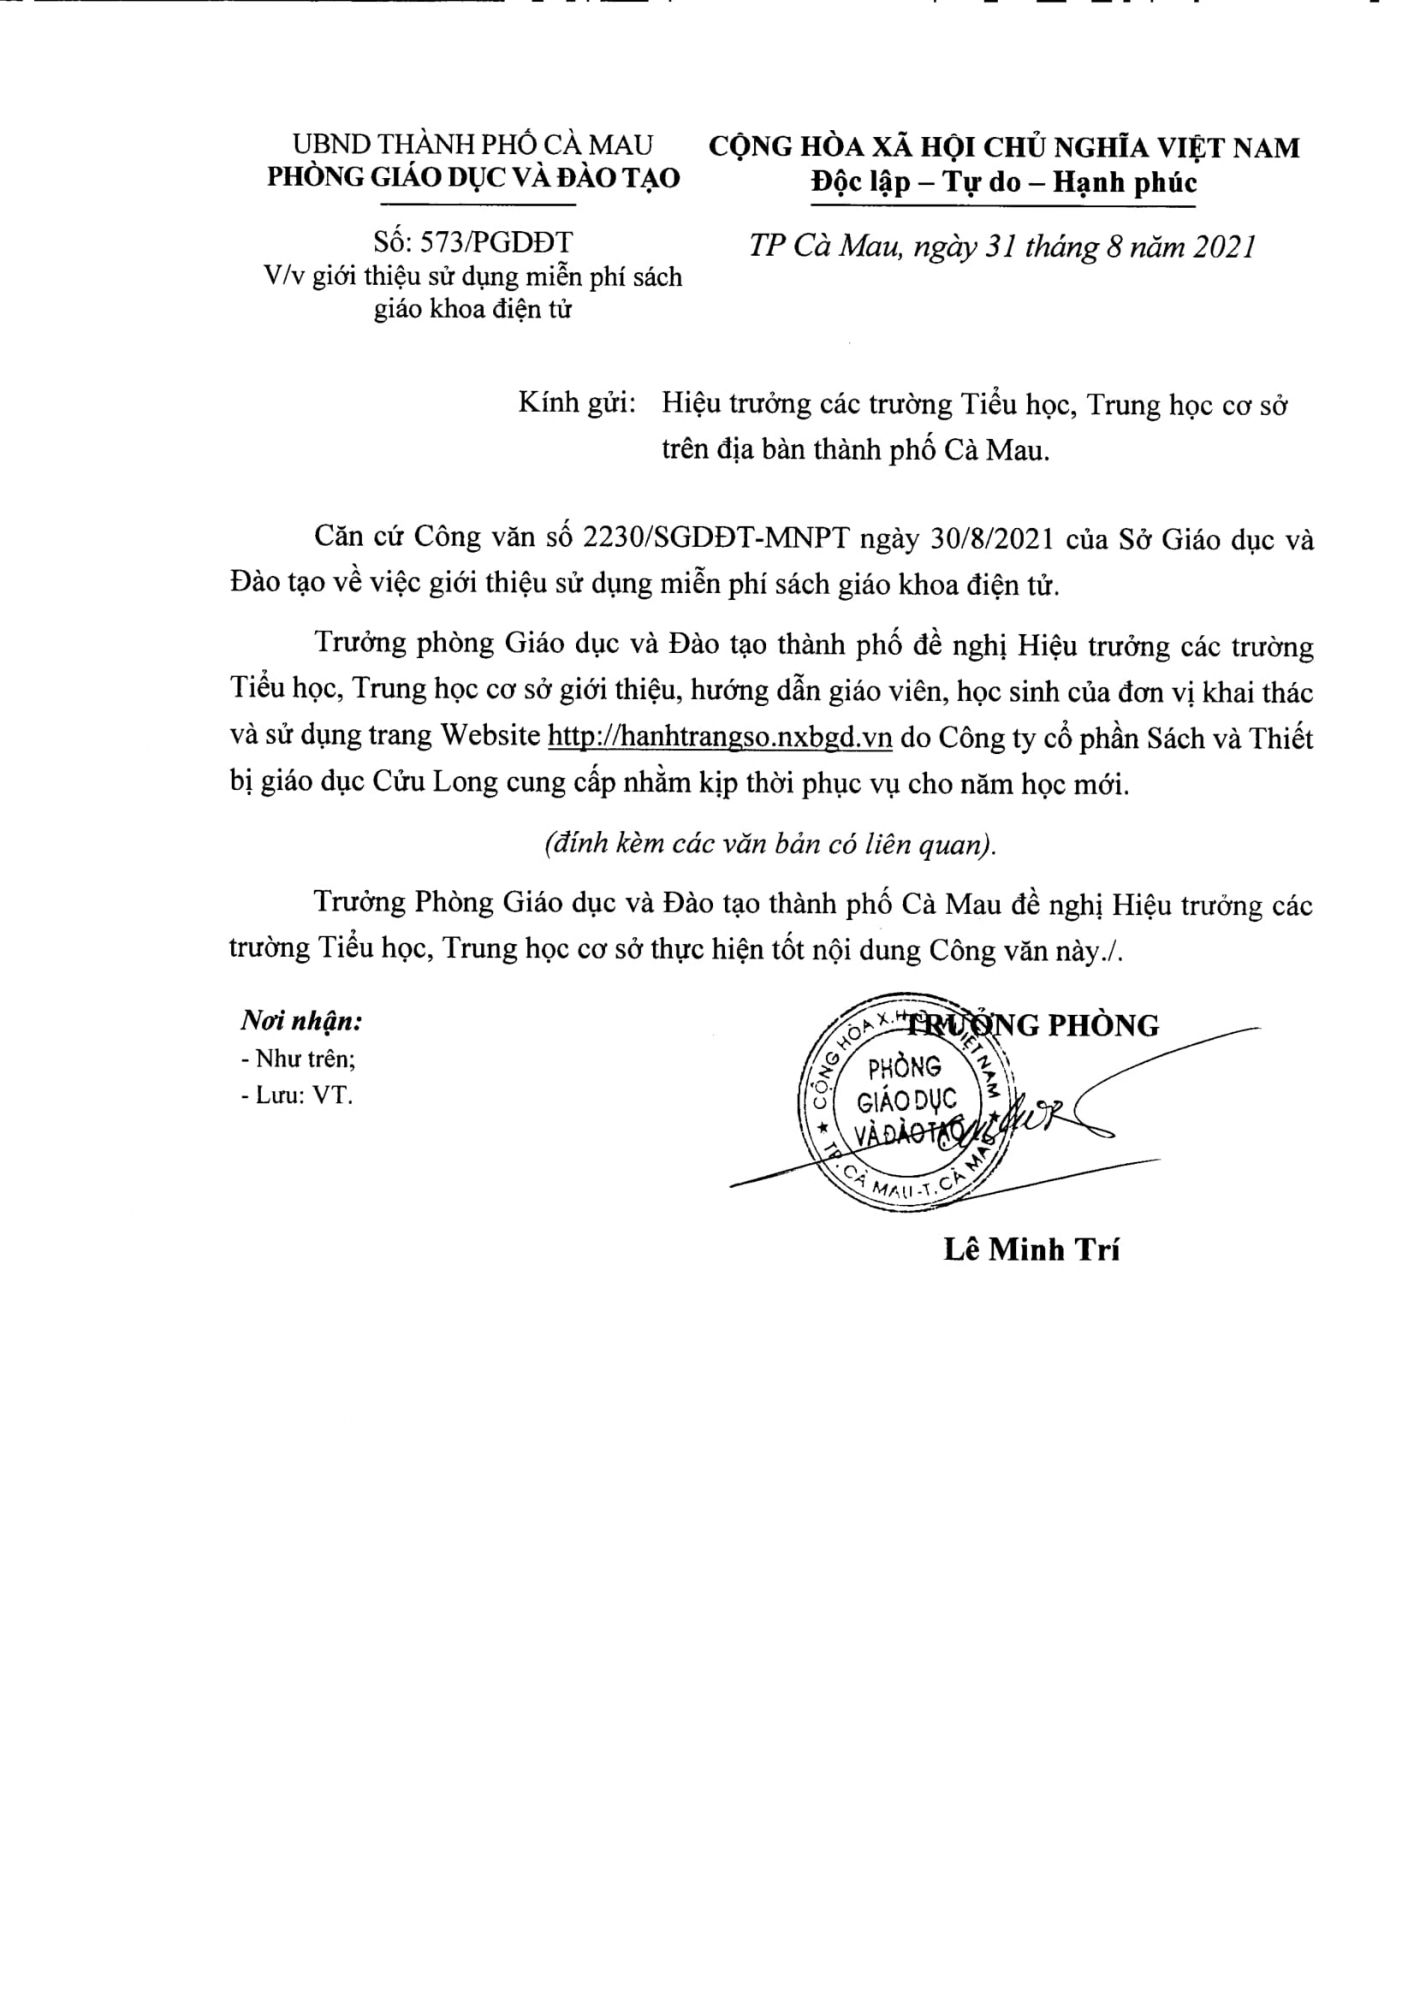 UBND THÀNH PHỐ CÀ MAU
PHÒNG GIÁO DỤC VÀ ĐÀO TẠO
CỘNG HÒA XÃ HỘI CHỦ NGHĨA VIỆT NAM
Độc lập – Tự do – Hạnh phúc
Số: 573/PGDĐT
V/v giới thiệu sử dụng miễn phí sách
giáo khoa điện tử
TP Cà Mau, ngày 31 tháng 8 năm 2021
Kính gửi: Hiệu trưởng các trường Tiểu học, Trung học cơ sở
trên địa bàn thành phố Cà Mau.
Căn cứ Công văn số 2230/SGDĐT-MNPT ngày 30/8/2021 của Sở Giáo dục và
Đào tạo về việc giới thiệu sử dụng miễn phí sách giáo khoa điện tử.
Trưởng phòng Giáo dục và Đào tạo thành phố đề nghị Hiệu trưởng các trường
Tiểu học, Trung học cơ sở giới thiệu, hướng dẫn giáo viên, học sinh của đơn vị khai thác
và sử dụng trang Website http://hanhtrangso.nxbgd.vn do Công ty cổ phần Sách và Thiết
bị giáo dục Cửu Long cung cấp nhằm kịp thời phục vụ cho năm học mới.
(đính kèm các văn bản có liên quan).
Trưởng Phòng Giáo dục và Đào tạo thành phố Cà Mau đề nghị Hiệu trưởng các
trường Tiểu học, Trung học cơ sở thực hiện tốt nội dung Công văn này./.
Nơi nhận:
- Như trên;
- Lưu: VT.
TRƯỞNG PHÒNG
CỘNG HÒA X.H.C.N VIỆT NAM
PHÒNG
GIÁO DỤC
VÀ ĐÀO TẠO
★ TP. CÀ MAU-T. CÀ MAU ★
Lê Minh Trí